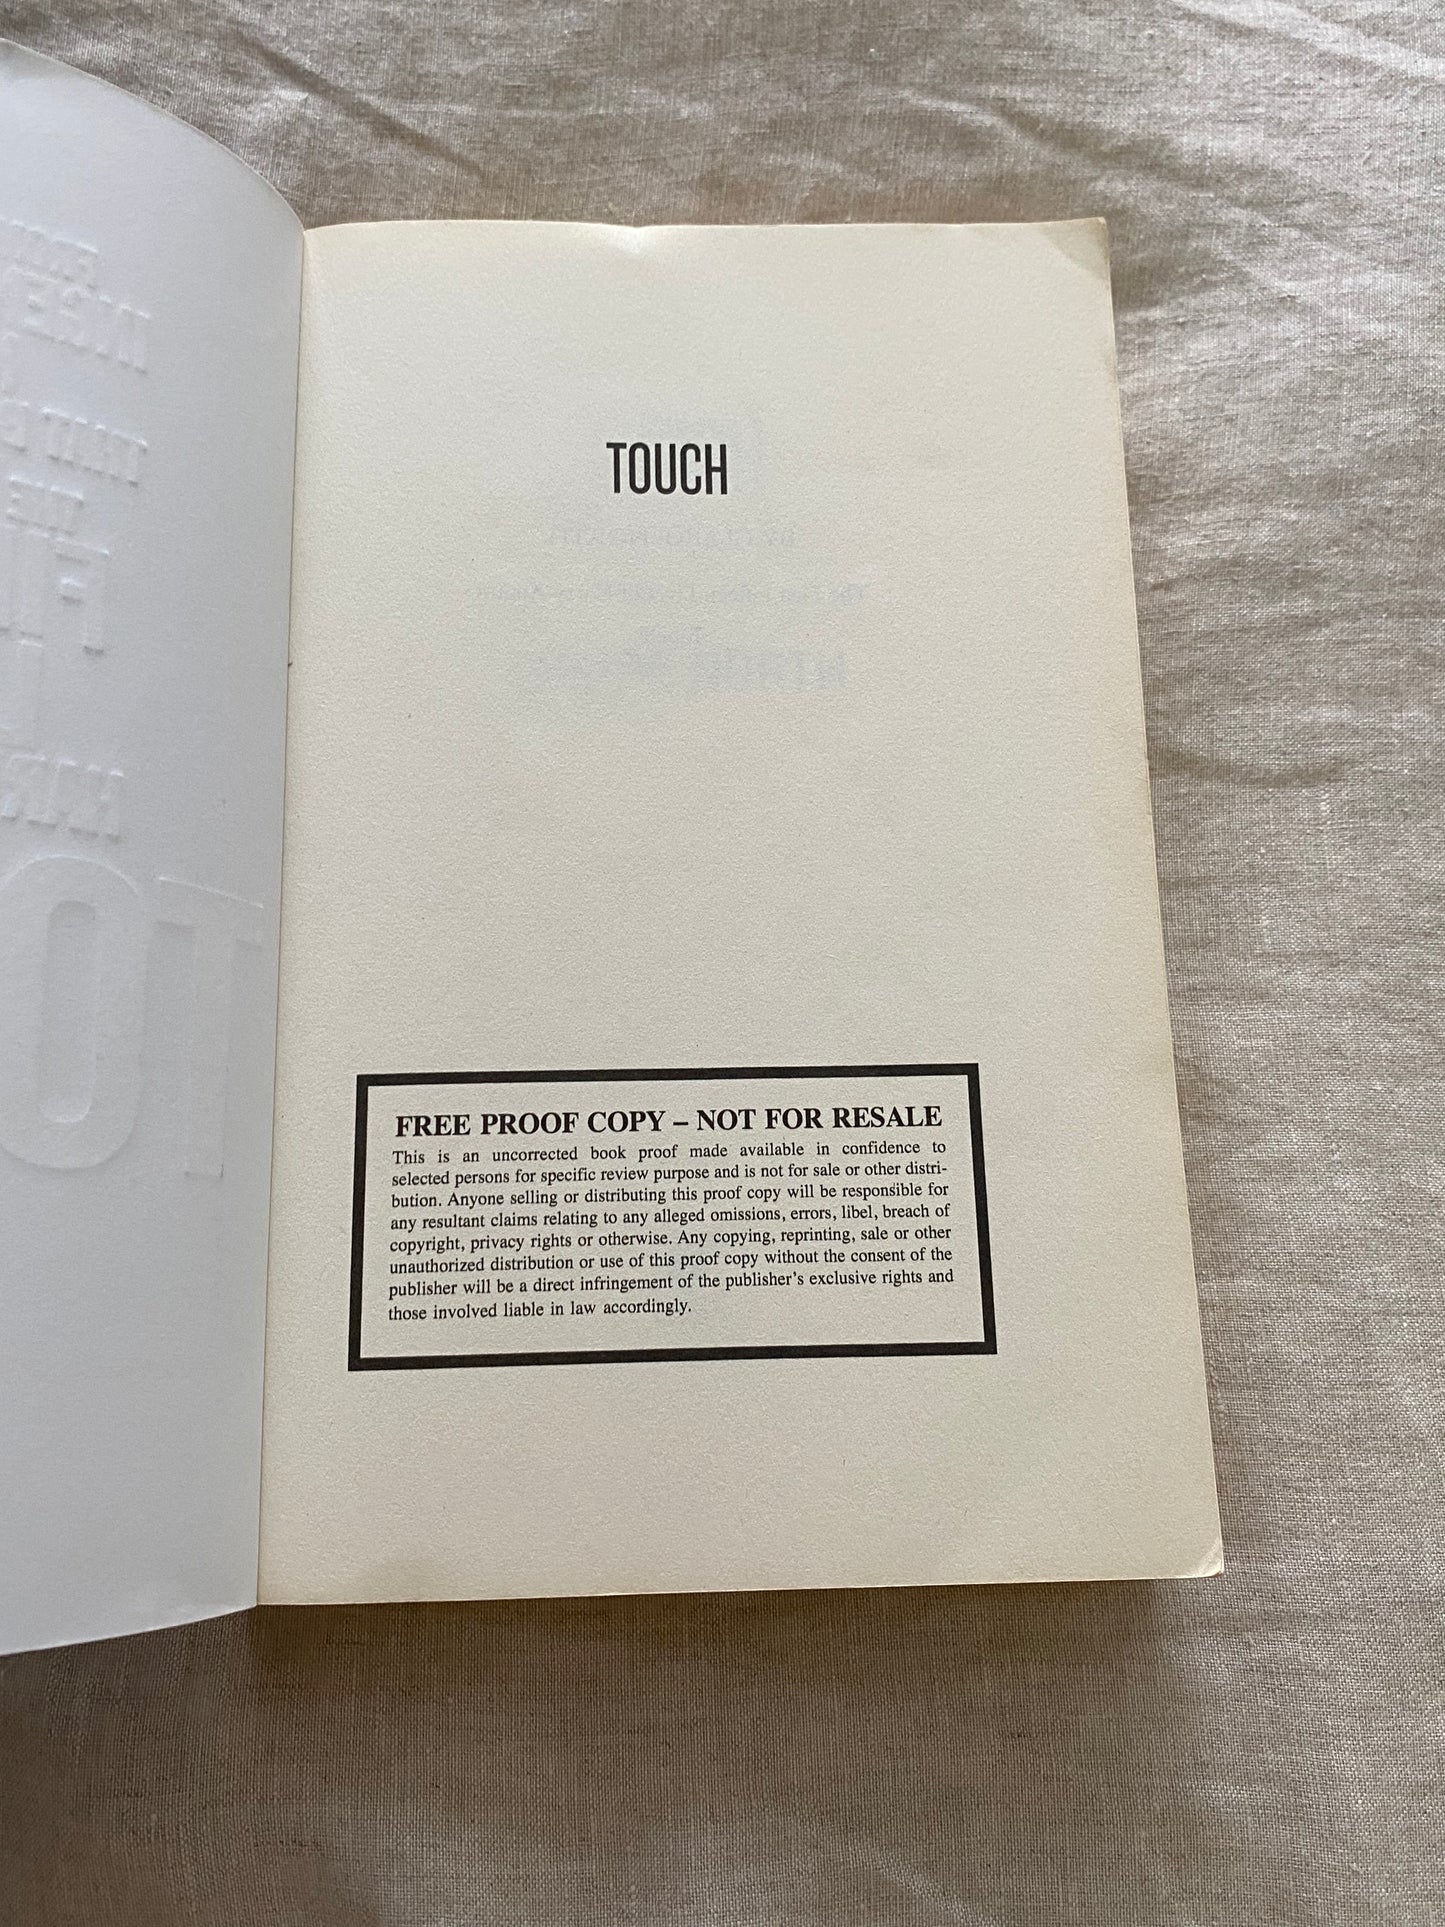 TOUCH
FREE PROOF COPY – NOT FOR RESALE
This is an uncorrected book proof made available in confidence to
selected persons for specific review purpose and is not for sale or other distri-
bution. Anyone selling or distributing this proof copy will be responsible for
any resultant claims relating to any alleged omissions, errors, libel, breach of
copyright, privacy rights or otherwise. Any copying, reprinting, sale or other
unauthorized distribution or use of this proof copy without the consent of the
publisher will be a direct infringement of the publisher's exclusive rights and
those involved liable in law accordingly.